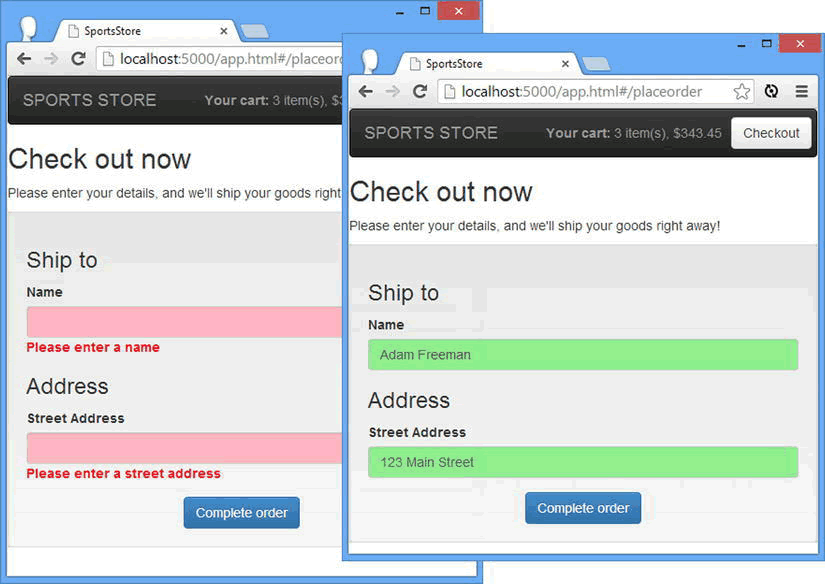 SportsStore
localhost:5000/app.html#/placeor
SPORTS STORE Your cart: 3 item(s), $3
Check out now
Please enter your details, and we'll ship your goods right
Ship to
Name
Please enter a name
Address
Street Address
Please enter a street address
Complete order
SportsStore
localhost:5000/app.html#/placeorder
SPORTS STORE Your cart: 3 item(s), $343.45 Checkout
Check out now
Please enter your details, and we'll ship your goods right away!
Ship to
Name
Adam Freeman
Address
Street Address
123 Main Street
Complete order